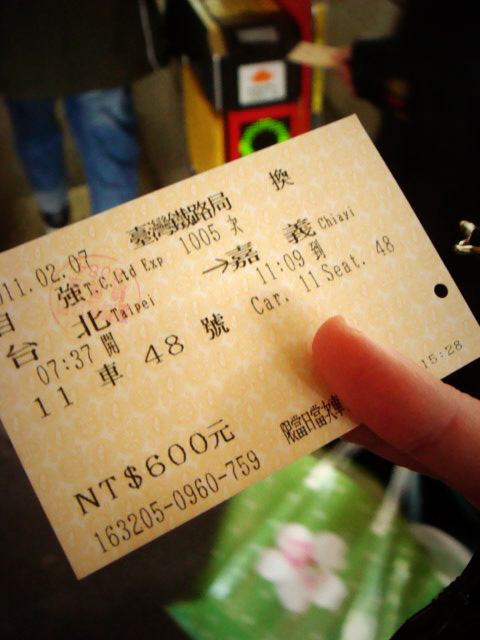 臺灣鐵路局 換
011.02.07 自強 T.C.Ltd Exp 1005 次
台北 Taipei → 嘉義 Chiayi
07:37 開 11:09 到
11 車 48 號 Car. 11 Seat. 48
NT$600元 限當日當次車
163205-0960-759 15:28